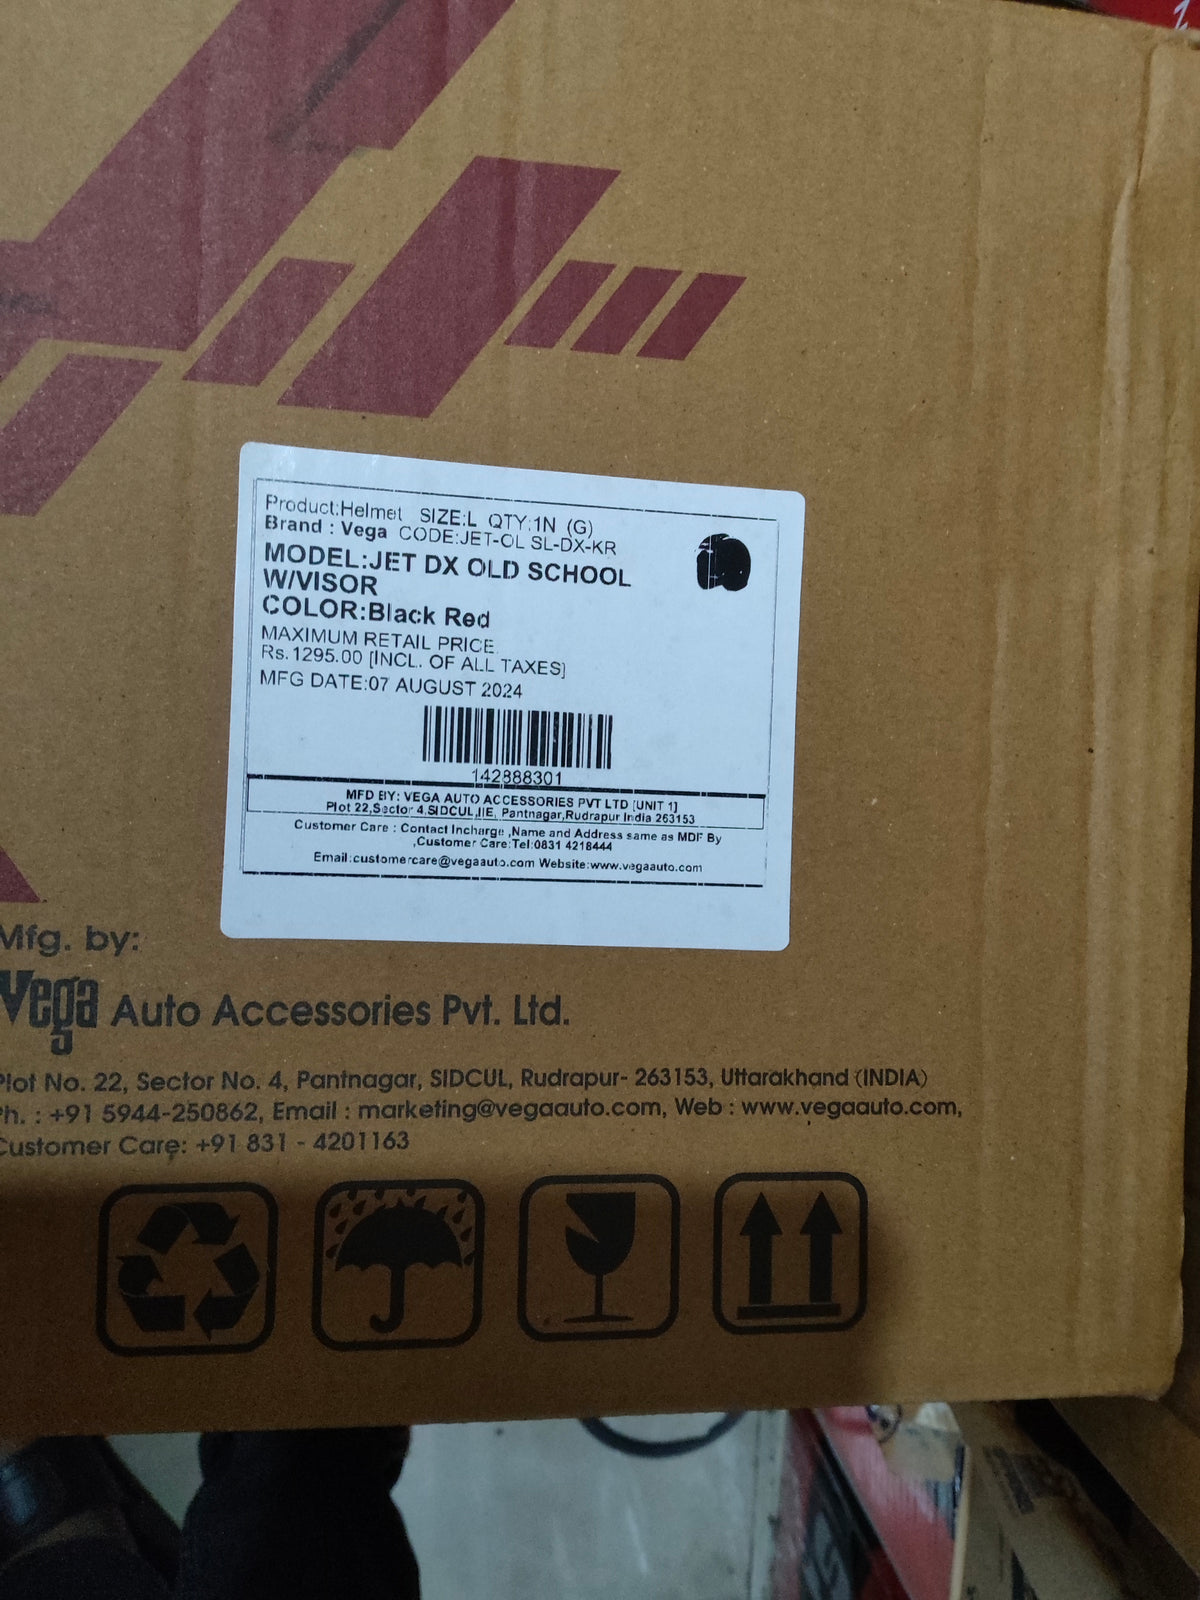 Product:Helmet SIZE:L QTY:1N (G)
Brand : Vega CODE:JET-OL SL-DX-KR
MODEL:JET DX OLD SCHOOL
W/VISOR
COLOR:Black Red
MAXIMUM RETAIL PRICE
Rs.1295.00 [INCL. OF ALL TAXES]
MFG DATE:07 AUGUST 2024
142888301
MFD BY: VEGA AUTO ACCESSORIES PVT LTD [UNIT 1]
Plot 22,Sector 4,SIDCUL,IIE, Pantnagar,Rudrapur India 263153
Customer Care : Contact Incharge ,Name and Address same as MDF By
,Customer Care:Tel:0831 4218444
Email:customercare@vegaauto.com Website:www.vegaauto.com
Mfg. by:
Vega Auto Accessories Pvt. Ltd.
Plot No. 22, Sector No. 4, Pantnagar, SIDCUL, Rudrapur- 263153, Uttarakhand (INDIA)
Ph. : +91 5944-250862, Email : marketing@vegaauto.com, Web : www.vegaauto.com,
Customer Care: +91 831 - 4201163